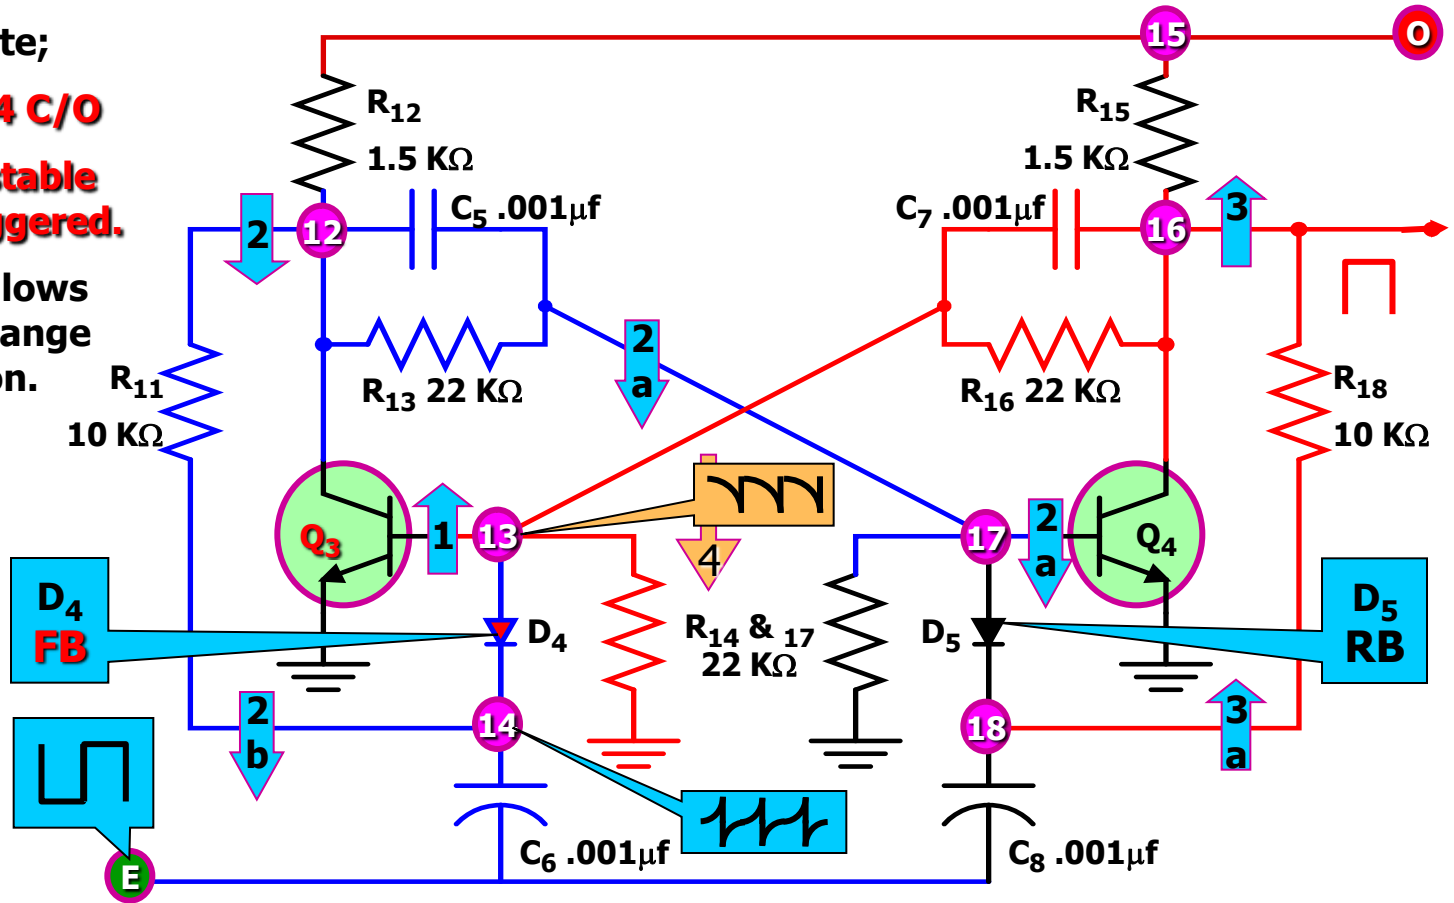 te;
4 C/O
table
ggered.
lows
ange
on.
15
O
R12
1.5 KΩ
R15
1.5 KΩ
2
12
C5 .001μf
C7 .001μf
16
3
2
a
R11
10 KΩ
R13 22 KΩ
R16 22 KΩ
R18
10 KΩ
Q3
1
13
4
17
2
a
Q4
D4
FB
D4
R14 & 17
22 KΩ
D5
D5
RB
2
b
14
18
3
a
C6 .001μf
C8 .001μf
E